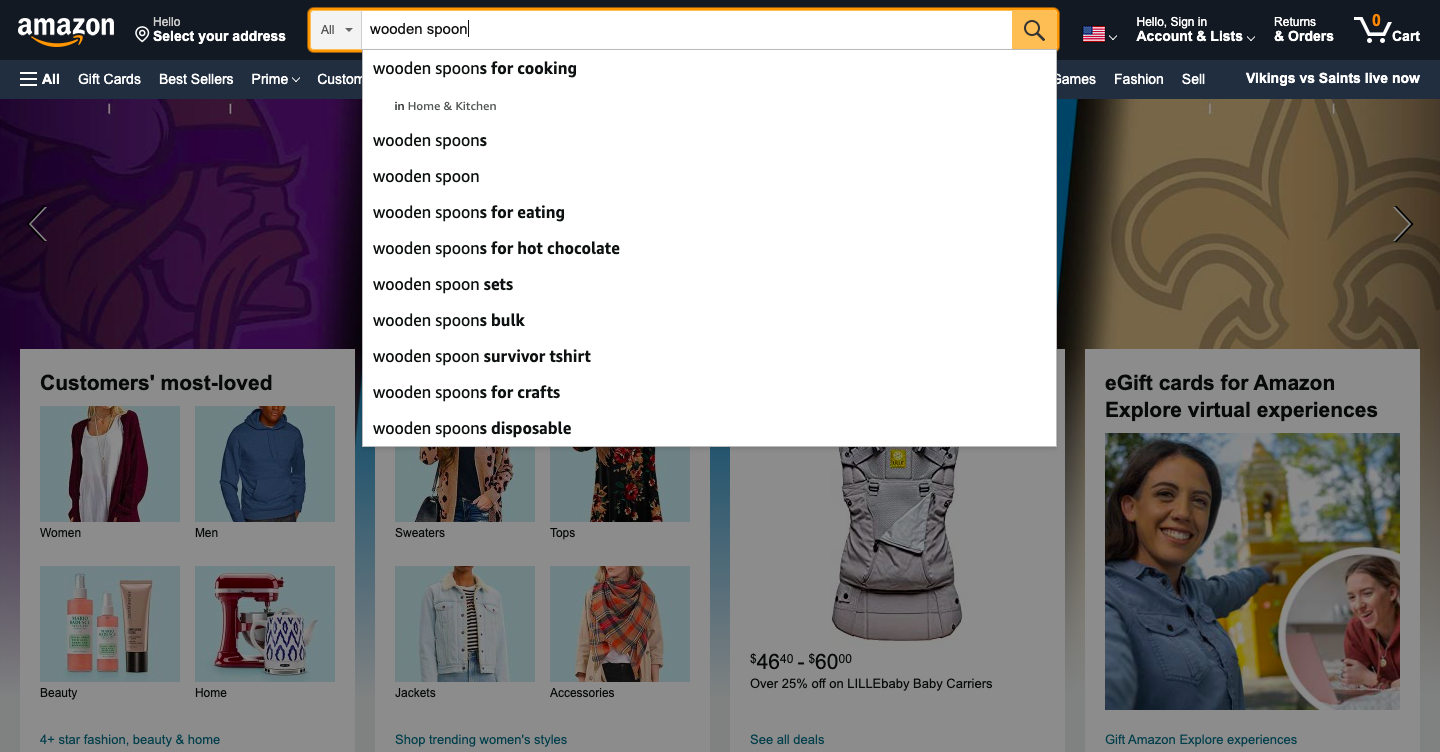 amazon
Hello
Select your address
All
wooden spoon
Hello, Sign in
Account & Lists
Returns
& Orders
0
Cart
All
Gift Cards
Best Sellers
Prime
Custom
Games
Fashion
Sell
Vikings vs Saints live now
wooden spoons for cooking
in Home & Kitchen
wooden spoons
wooden spoon
wooden spoons for eating
wooden spoons for hot chocolate
wooden spoon sets
wooden spoons bulk
wooden spoon survivor tshirt
wooden spoons for crafts
wooden spoons disposable
Customers' most-loved
Women
Men
Beauty
Home
4+ star fashion, beauty & home
Sweaters
Tops
Jackets
Accessories
Shop trending women's styles
$46.40 - $60.00
Over 25% off on LILLEbaby Baby Carriers
See all deals
eGift cards for Amazon
Explore virtual experiences
Gift Amazon Explore experiences